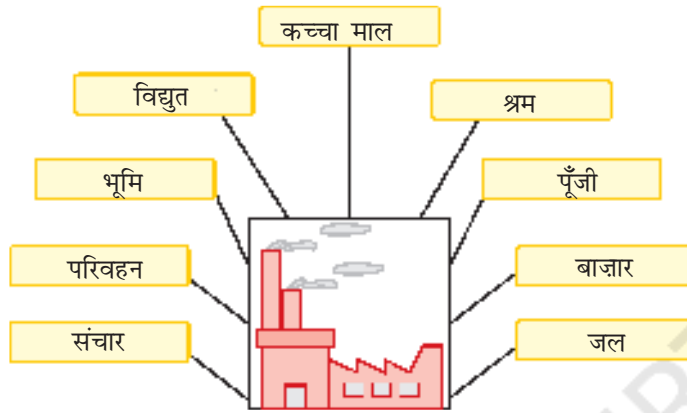 कच्चा माल
विद्युत
श्रम
भूमि
पूँजी
परिवहन
बाज़ार
संचार
जल